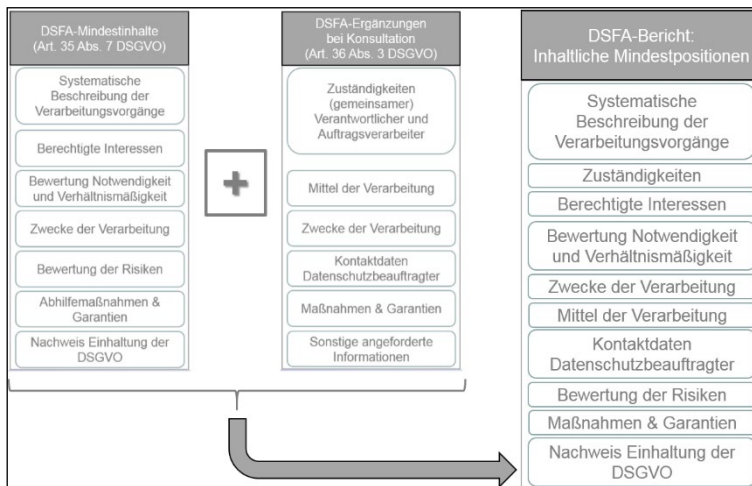 DSFA-Mindestinhalte
(Art. 35 Abs. 7 DSGVO)
Systematische
Beschreibung der
Verarbeitungsvorgänge
Berechtigte Interessen
Bewertung Notwendigkeit
und Verhältnismäßigkeit
Zwecke der Verarbeitung
Bewertung der Risiken
Abhilfemaßnahmen &
Garantien
Nachweis Einhaltung der
DSGVO
+
DSFA-Ergänzungen
bei Konsultation
(Art. 36 Abs. 3 DSGVO)
Zuständigkeiten
(gemeinsamer)
Verantwortlicher und
Auftragsverarbeiter
Mittel der Verarbeitung
Zwecke der Verarbeitung
Kontaktdaten
Datenschutzbeauftragter
Maßnahmen & Garantien
Sonstige angeforderte
Informationen
DSFA-Bericht:
Inhaltliche Mindestpositionen
Systematische
Beschreibung der
Verarbeitungsvorgänge
Zuständigkeiten
Berechtigte Interessen
Bewertung Notwendigkeit
und Verhältnismäßigkeit
Zwecke der Verarbeitung
Mittel der Verarbeitung
Kontaktdaten
Datenschutzbeauftragter
Bewertung der Risiken
Maßnahmen & Garantien
Nachweis Einhaltung der
DSGVO